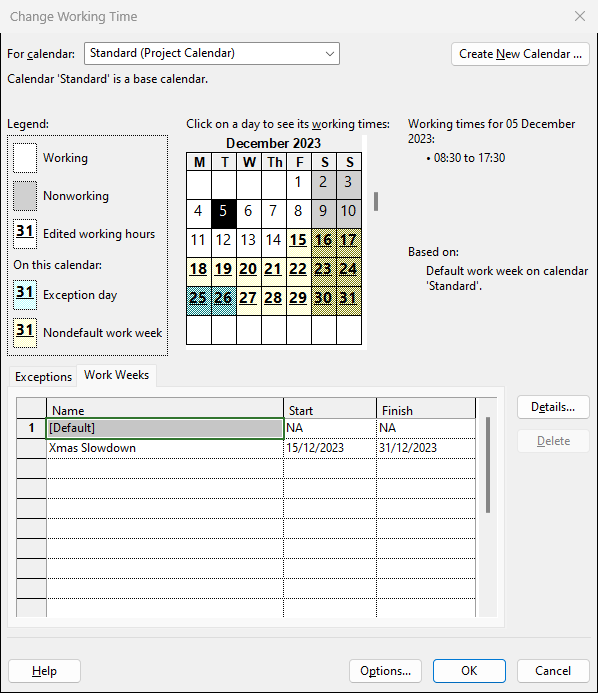 Change Working Time
For calendar: Standard (Project Calendar)
Create New Calendar ...
Calendar 'Standard' is a base calendar.
Legend:
Working
Nonworking
31 Edited working hours
On this calendar:
31 Exception day
31 Nondefault work week
Click on a day to see its working times:
December 2023
M T W Th F S S
1 2 3
4 5 6 7 8 9 10
11 12 13 14 15 16 17
18 19 20 21 22 23 24
25 26 27 28 29 30 31
Working times for 05 December
2023:
• 08:30 to 17:30
Based on:
Default work week on calendar
'Standard'.
Exceptions Work Weeks
Name Start Finish
1 [Default] NA NA
Xmas Slowdown 15/12/2023 31/12/2023
Details...
Delete
Help Options... OK Cancel